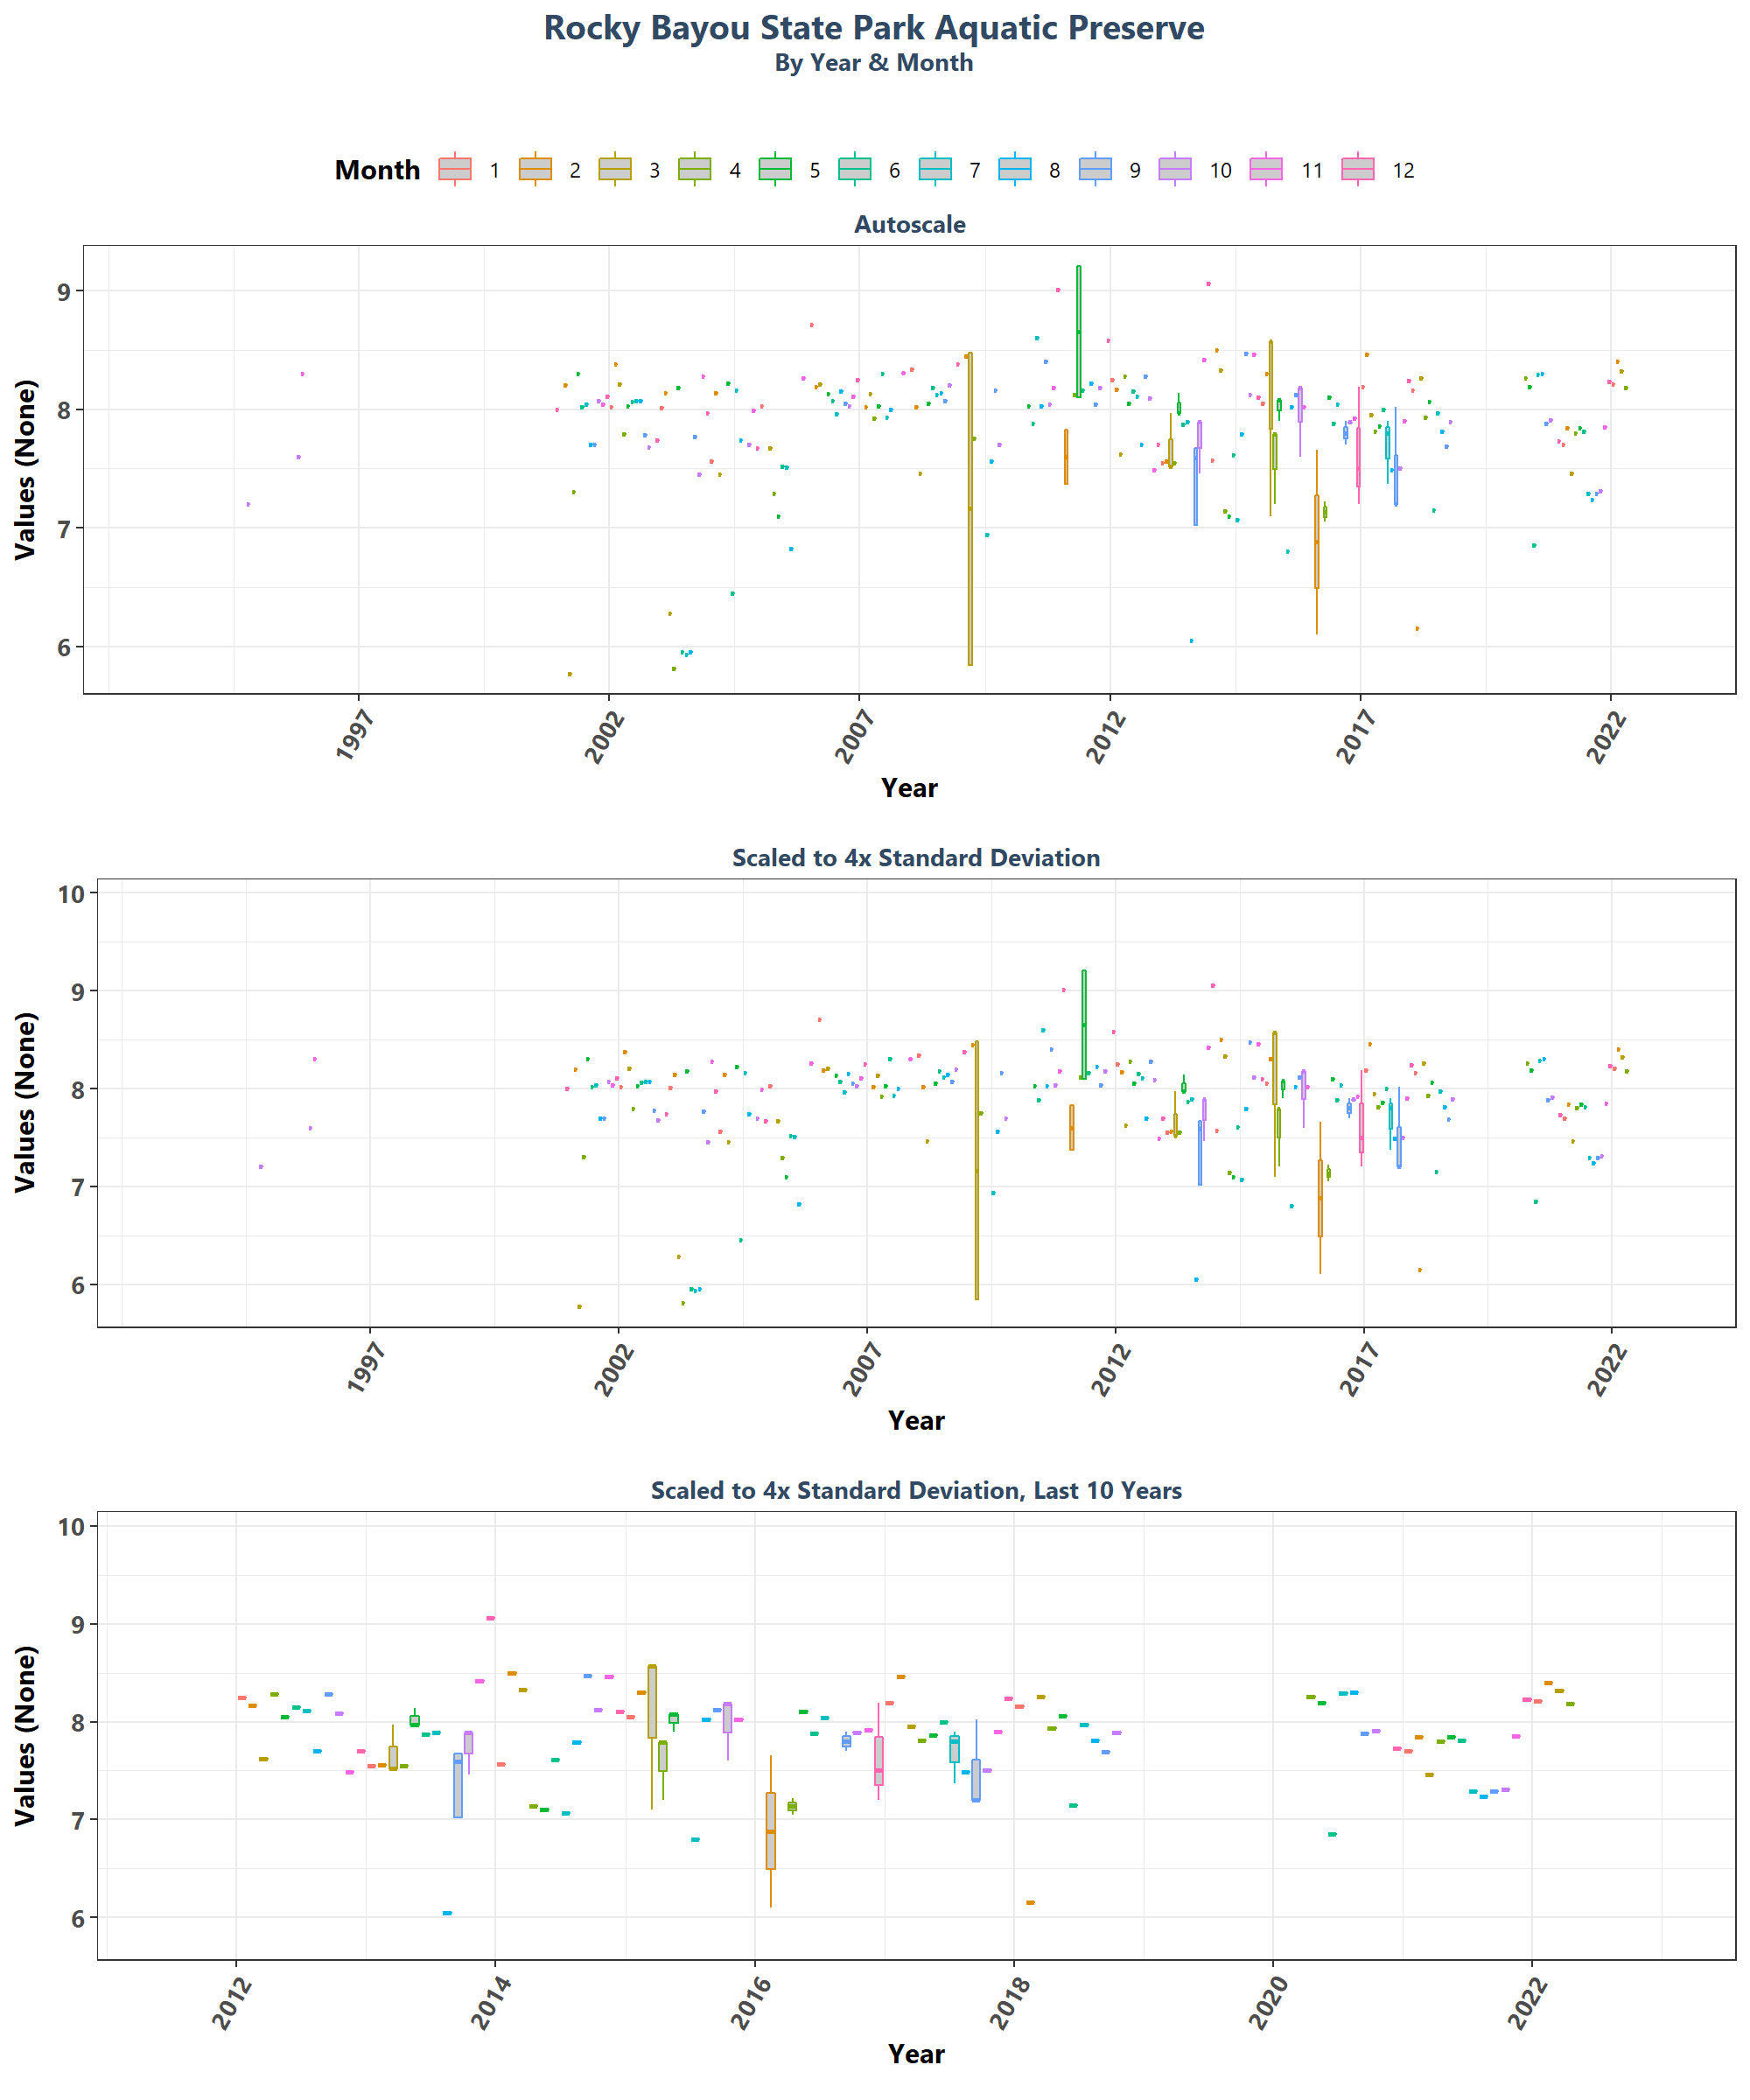 Rocky Bayou State Park Aquatic Preserve
By Year & Month
Month 1 2 3 4 5 6 7 8 9 10 11 12
Autoscale
Values (None)
9
8
7
6
1997 2002 2007 2012 2017 2022
Year
Scaled to 4x Standard Deviation
Values (None)
10
9
8
7
6
1997 2002 2007 2012 2017 2022
Year
Scaled to 4x Standard Deviation, Last 10 Years
Values (None)
10
9
8
7
6
2012 2014 2016 2018 2020 2022
Year